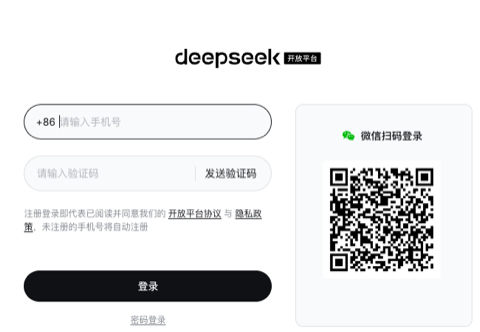 deepseek 开放平台
+86 请输入手机号
请输入验证码 发送验证码
注册登录即代表已阅读并同意我们的 开放平台协议 与 隐私政
策，未注册的手机号将自动注册
登录
密码登录
微信扫码登录